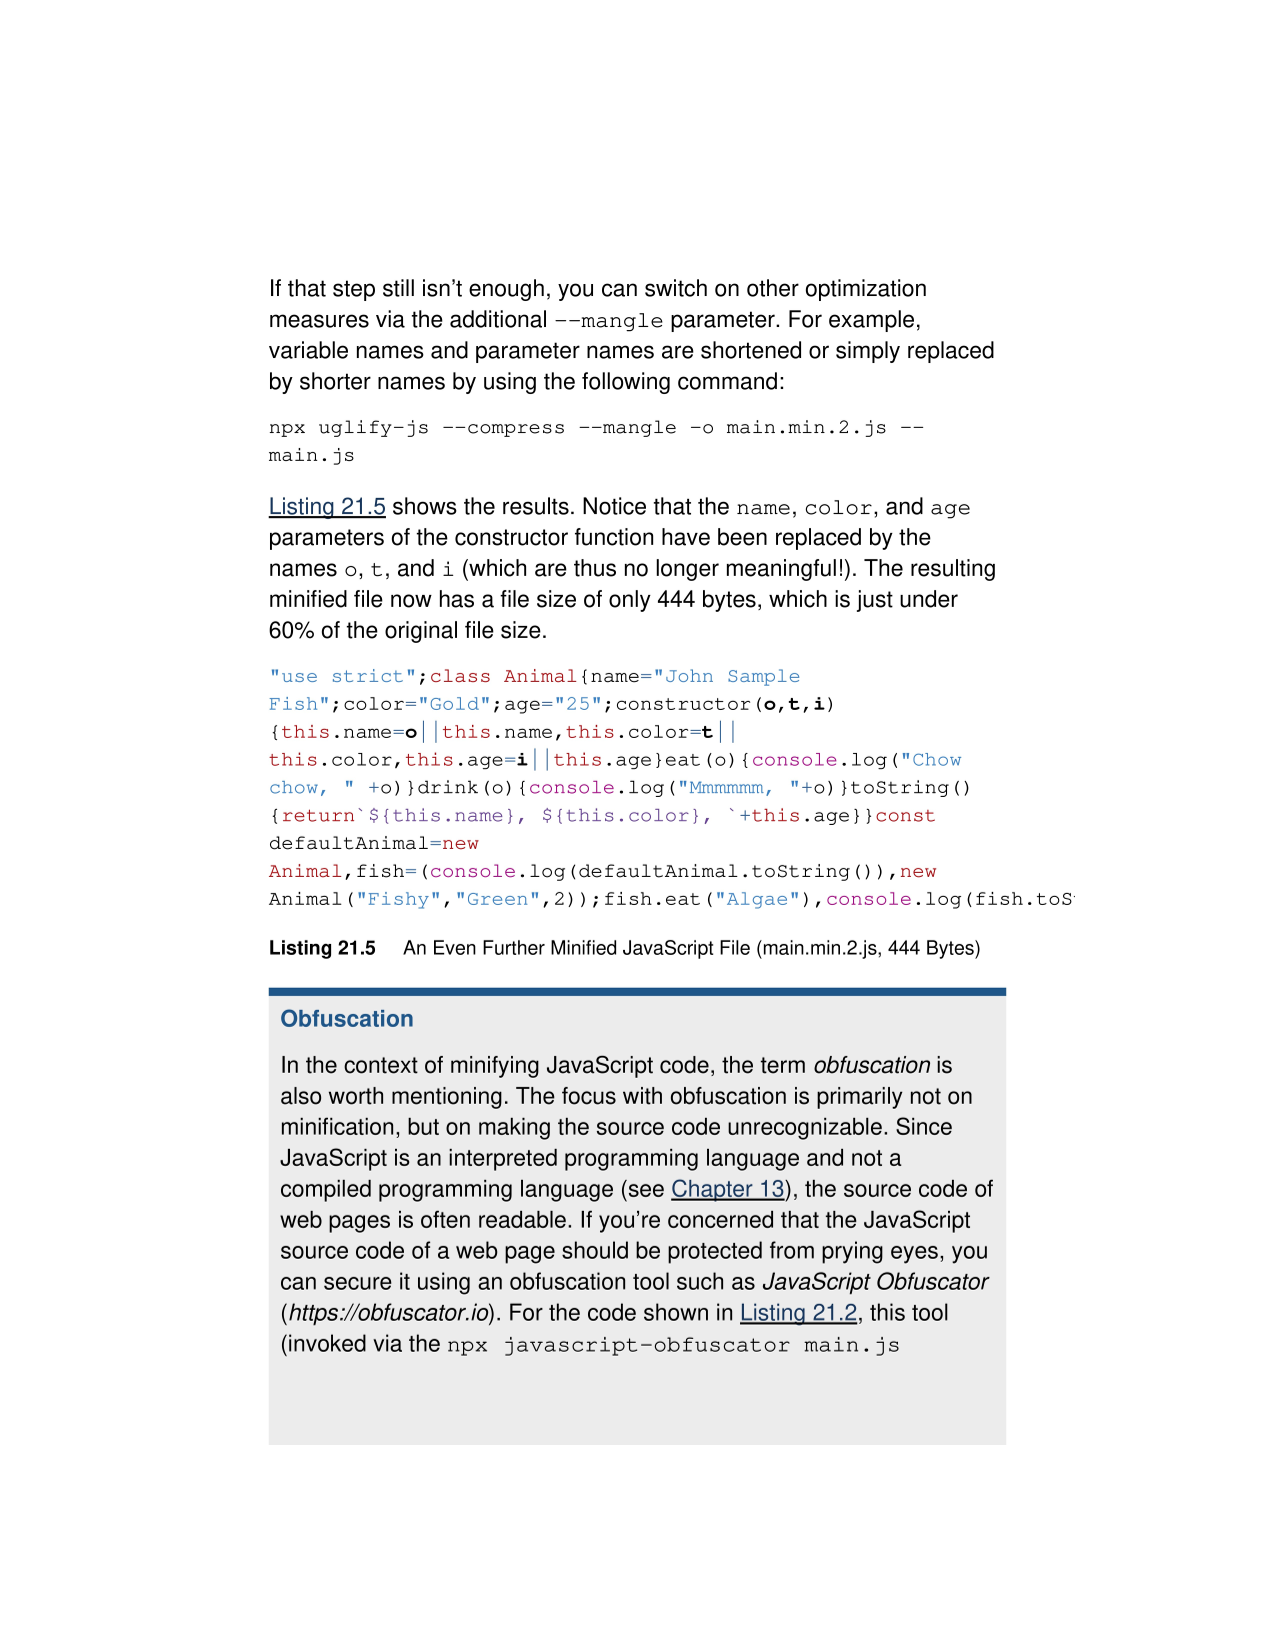 If that step still isn’t enough, you can switch on other optimization
measures via the additional --mangle parameter. For example,
variable names and parameter names are shortened or simply replaced
by shorter names by using the following command:
npx uglify-js --compress --mangle -o main.min.2.js --
main.js
Listing 21.5 shows the results. Notice that the name, color, and age
parameters of the constructor function have been replaced by the
names o, t, and i (which are thus no longer meaningful!). The resulting
minified file now has a file size of only 444 bytes, which is just under
60% of the original file size.
"use strict";class Animal{name="John Sample
Fish";color="Gold";age="25";constructor(o,t,i)
{this.name=o||this.name,this.color=t||
this.color,this.age=i||this.age}eat(o){console.log("Chow
chow, " +o)}drink(o){console.log("Mmmmmm, "+o)}toString()
{return`${this.name}, ${this.color}, `+this.age}}const
defaultAnimal=new
Animal,fish=(console.log(defaultAnimal.toString()),new
Animal("Fishy","Green",2));fish.eat("Algae"),console.log(fish.toS
Listing 21.5 An Even Further Minified JavaScript File (main.min.2.js, 444 Bytes)
Obfuscation
In the context of minifying JavaScript code, the term obfuscation is
also worth mentioning. The focus with obfuscation is primarily not on
minification, but on making the source code unrecognizable. Since
JavaScript is an interpreted programming language and not a
compiled programming language (see Chapter 13), the source code of
web pages is often readable. If you’re concerned that the JavaScript
source code of a web page should be protected from prying eyes, you
can secure it using an obfuscation tool such as JavaScript Obfuscator
(https://obfuscator.io). For the code shown in Listing 21.2, this tool
(invoked via the npx javascript-obfuscator main.js